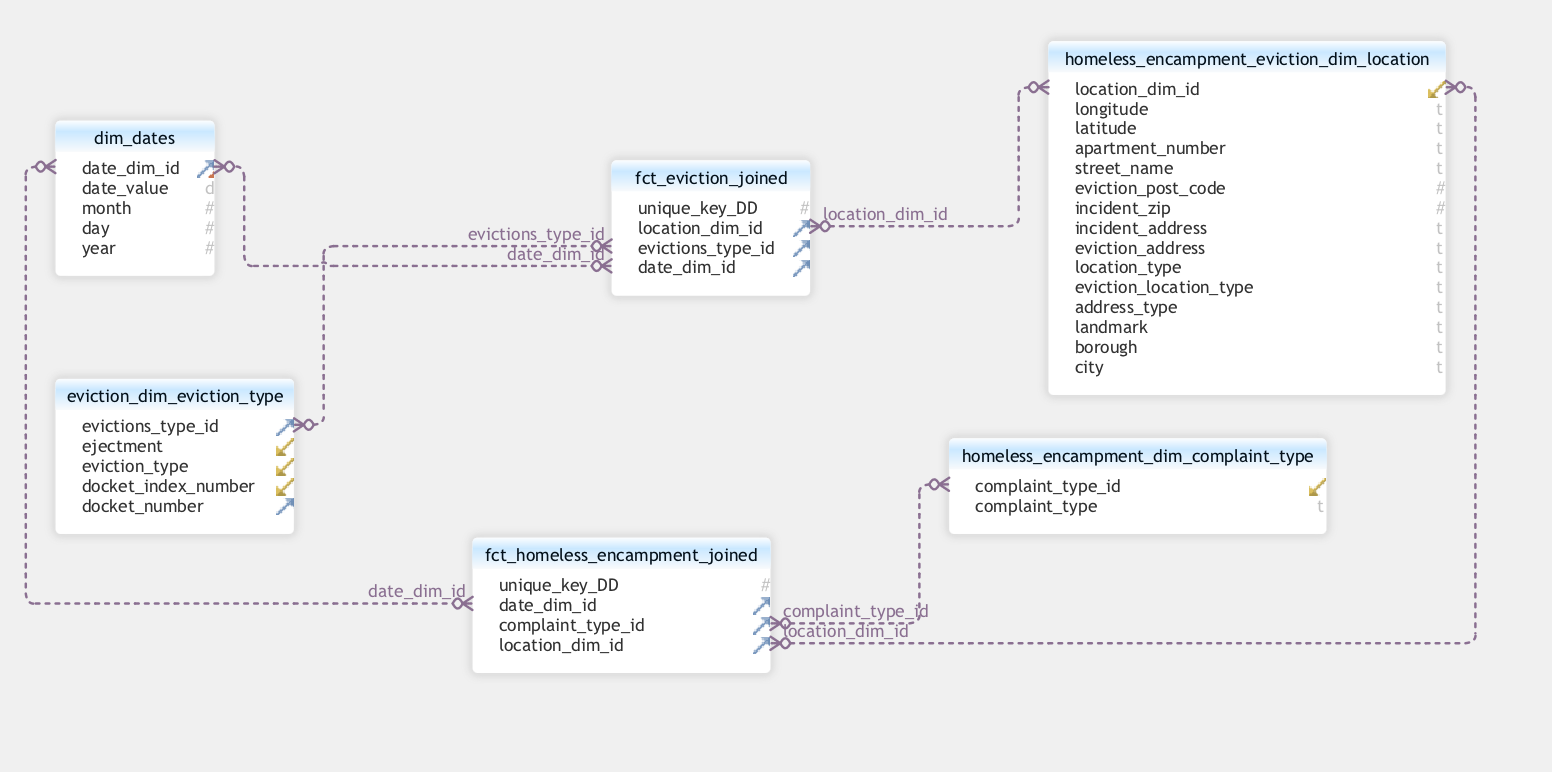 homeless_encampment_eviction_dim_location
location_dim_id
longitude t
latitude t
apartment_number t
street_name t
eviction_post_code #
incident_zip #
incident_address t
eviction_address t
location_type t
eviction_location_type t
address_type t
landmark t
borough t
city t
dim_dates
date_dim_id
date_value d
month #
day #
year #
fct_eviction_joined
unique_key_DD #
location_dim_id
evictions_type_id
date_dim_id
location_dim_id
evictions_type_id
date_dim_id
eviction_dim_eviction_type
evictions_type_id
ejectment
eviction_type
docket_index_number
docket_number
homeless_encampment_dim_complaint_type
complaint_type_id
complaint_type t
fct_homeless_encampment_joined
unique_key_DD #
date_dim_id
complaint_type_id
location_dim_id
date_dim_id
complaint_type_id
location_dim_id